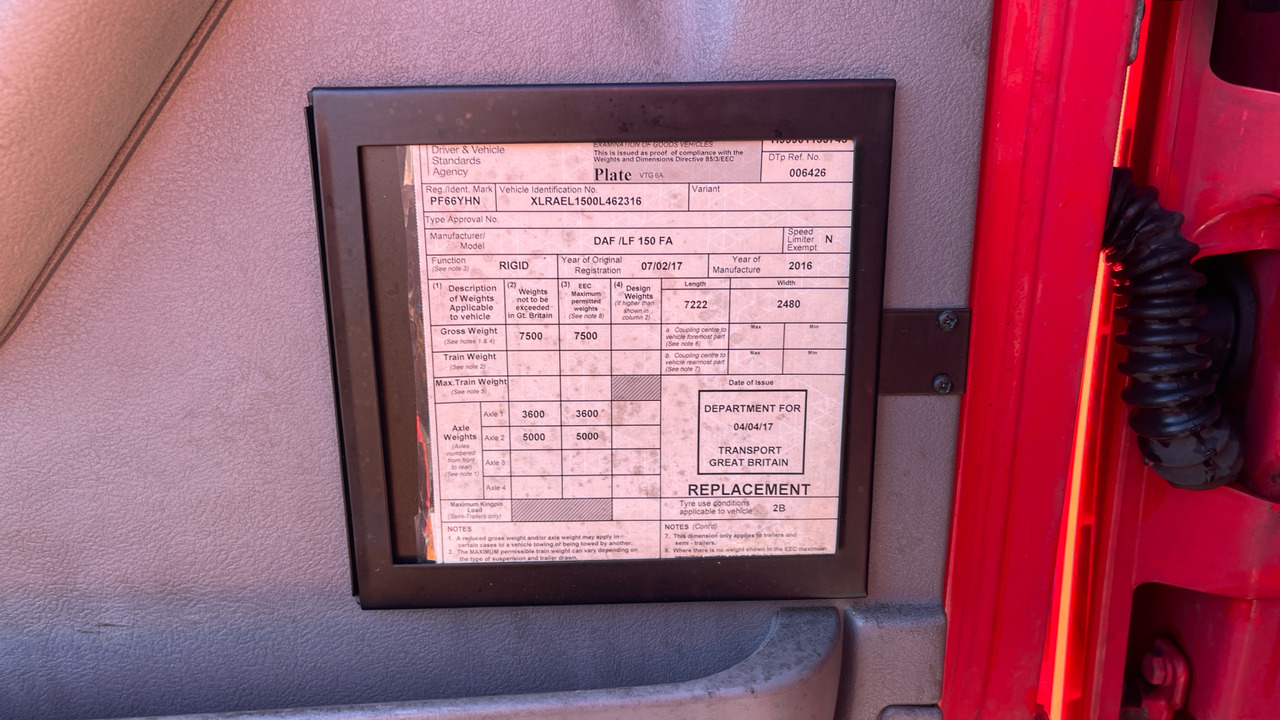 Driver & Vehicle
Standards
Agency
EXAMINATION OF GOODS VEHICLES
This is issued as proof of compliance with the
Weights and Dimensions Directive 85/3/EEC
Plate VTG 6A
DTp Ref. No.
006426
Reg./Ident. Mark
PF66YHN
Vehicle Identification No.
XLRAEL1500L462316
Variant
Type Approval No.
Manufacturer/
Model
DAF /LF 150 FA
Speed
Limiter
Exempt
N
Function
(See note 3)
RIGID
Year of Original
Registration
07/02/17
Year of
Manufacture
2016
(1) Description
of Weights
Applicable
to vehicle
(2) Weights
not to be
exceeded
in Gt. Britain
(3) EEC
Maximum
permitted
weights
(See note 8)
(4) Design
Weights
(if higher than
shown in
column 2)
Length
7222
Width
2480
Gross Weight
(See notes 1 & 4)
7500
7500
a. Coupling centre to
vehicle foremost part
(See note 6)
Max
Min
Train Weight
(See note 2)
b. Coupling centre to
vehicle rearmost part
(See note 7)
Max
Min
Max.Train Weight
(See note 5)
Date of Issue
DEPARTMENT FOR
04/04/17
TRANSPORT
GREAT BRITAIN
Axle
Weights
(Axles
numbered
from front
to rear)
(See note 1)
Axle 1
3600
3600
Axle 2
5000
5000
Axle 3
Axle 4
REPLACEMENT
Maximum Kingpin
Load
(Semi-Trailers only)
Tyre use conditions
applicable to vehicle
2B
NOTES
1. A reduced gross weight and/or axle weight may apply in
certain cases to a vehicle towing or being towed by another.
2. The MAXIMUM permissible train weight can vary depending on
the type of suspension and trailer drawn.
NOTES (Cont'd)
7. This dimension only applies to trailers and
semi - trailers.
8. Where there is no weight shown in the EEC maximum